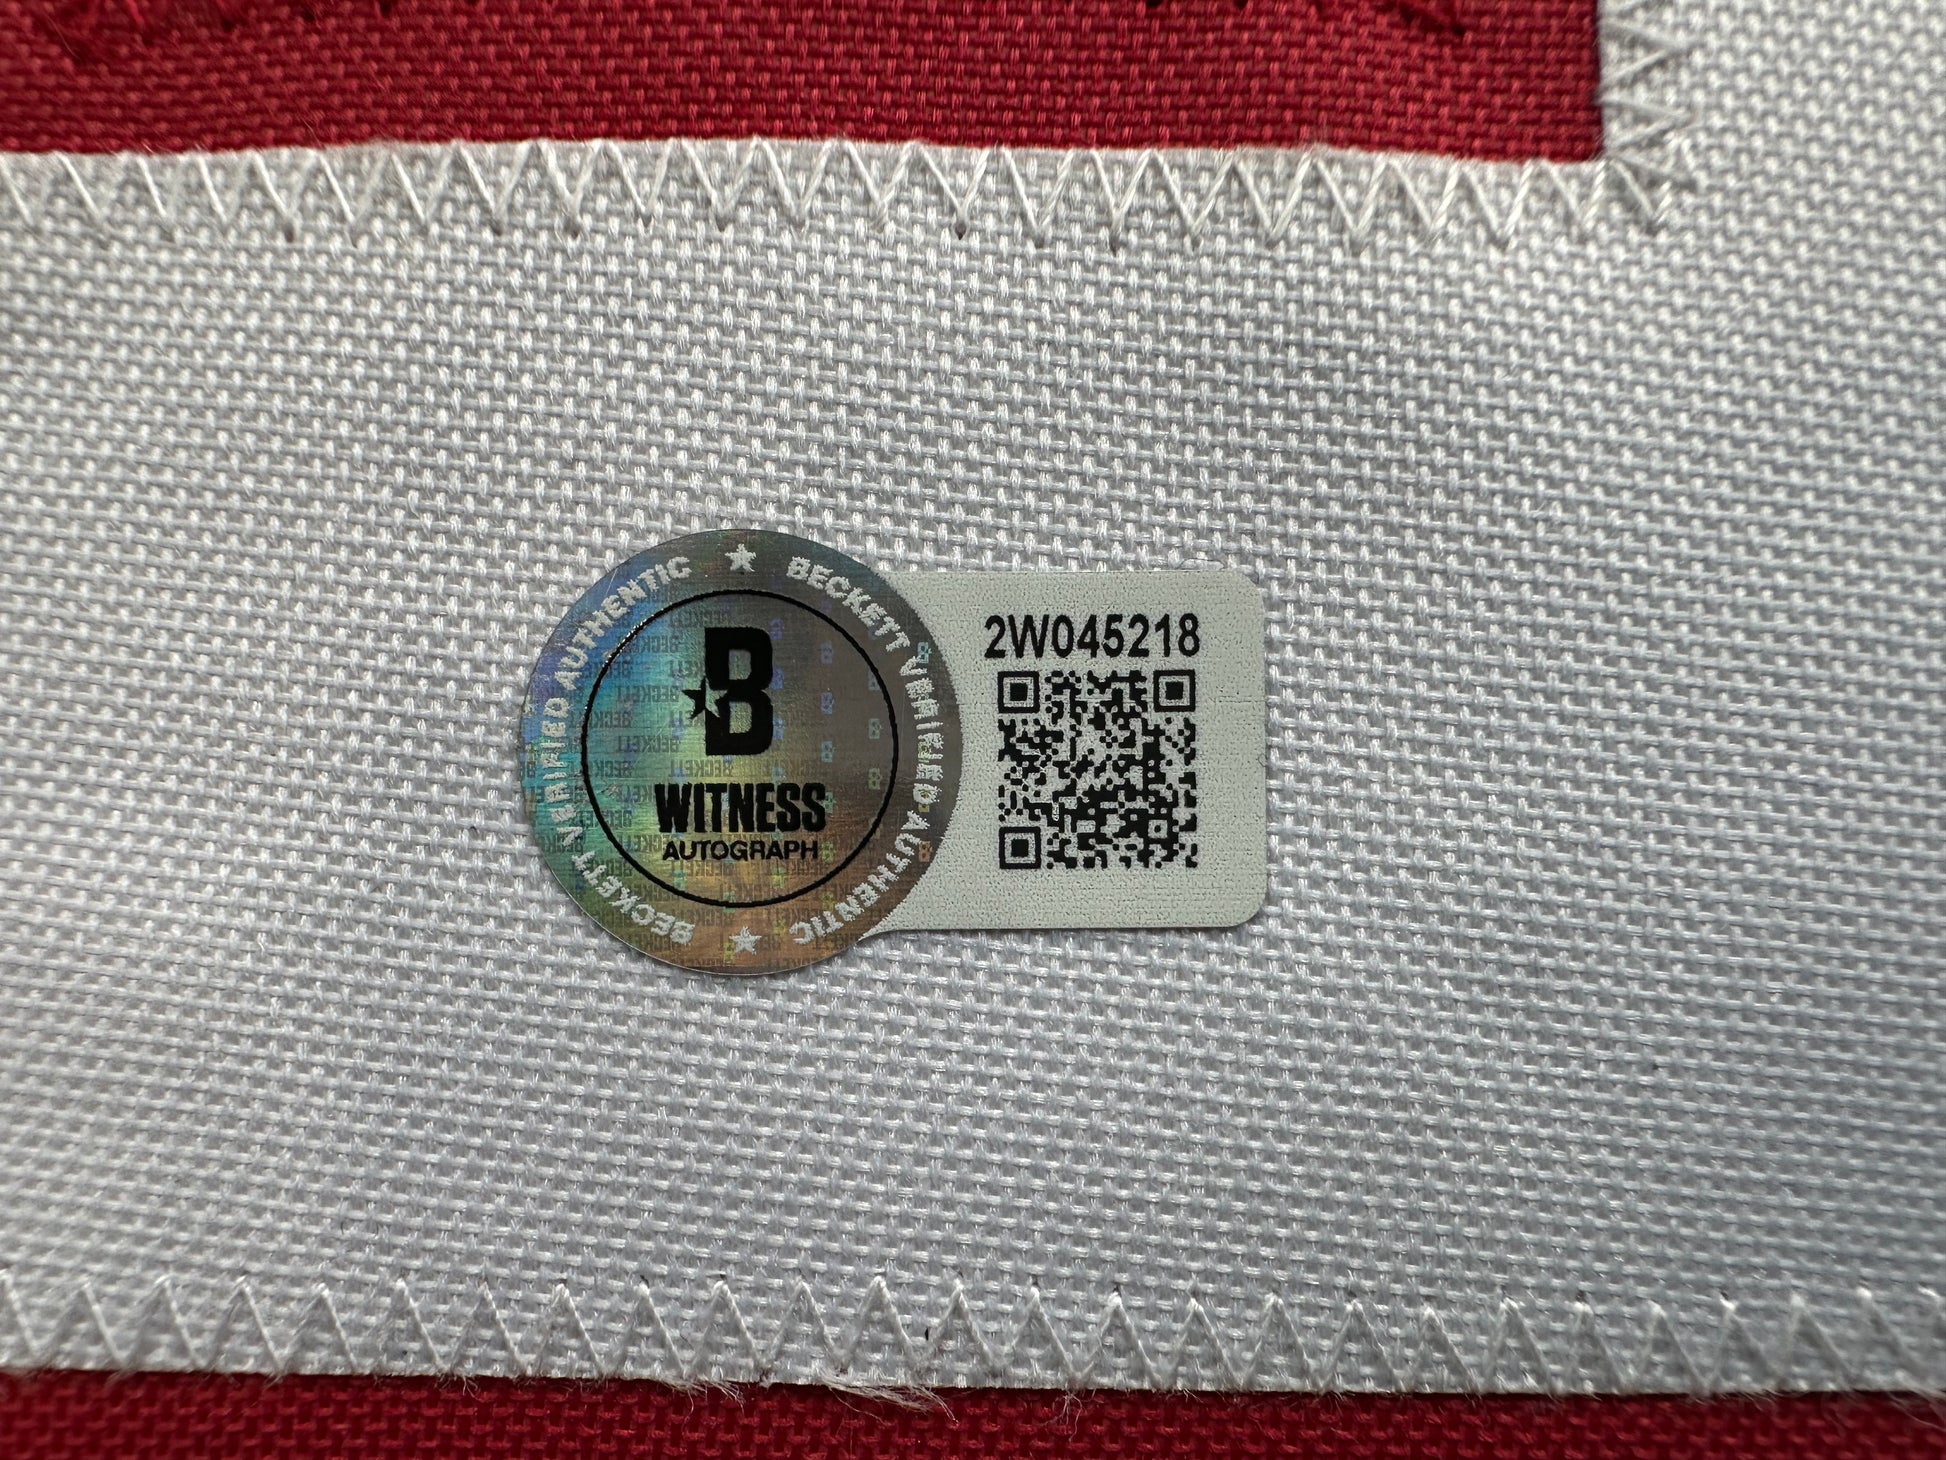 BECKETT VERIFIED AUTHENTIC ★ BECKETT VERIFIED AUTHENTIC ★
B
WITNESS
AUTOGRAPH
2W045218